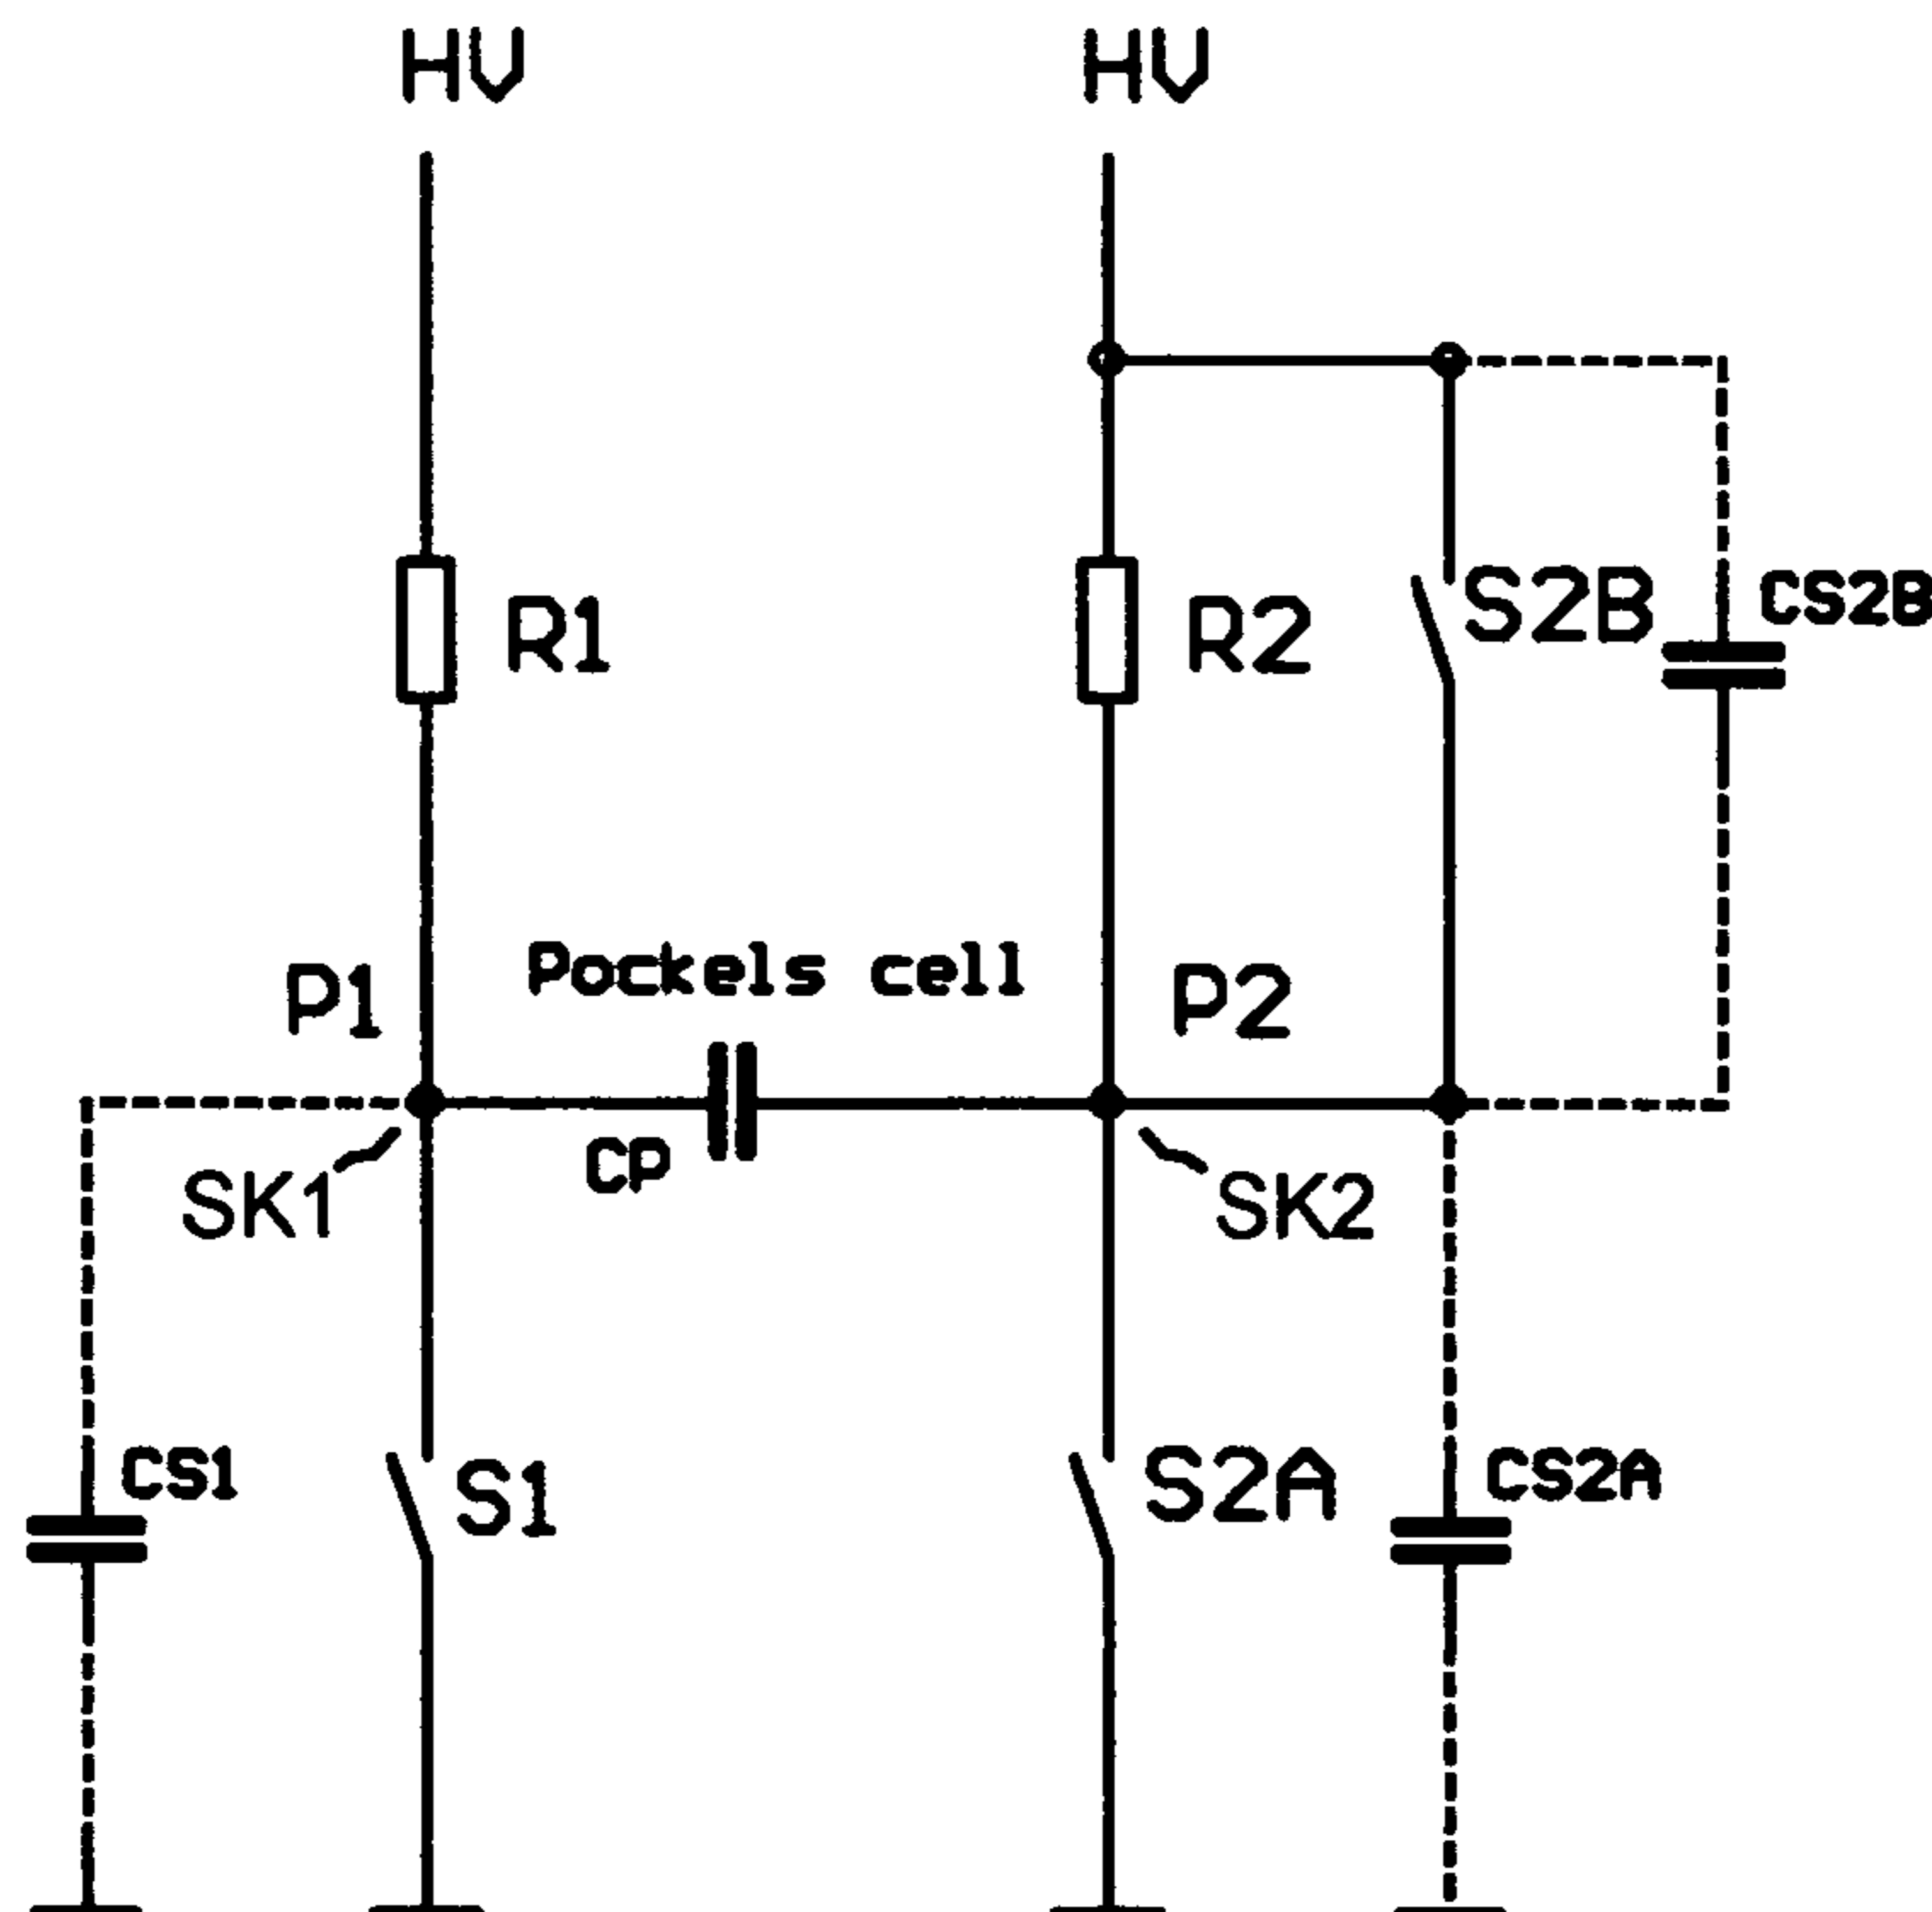 HV HV
R1 R2 S2B CS2B
P1 Pockels cell P2
CP
SK1 SK2
CS1 S1 S2A CS2A